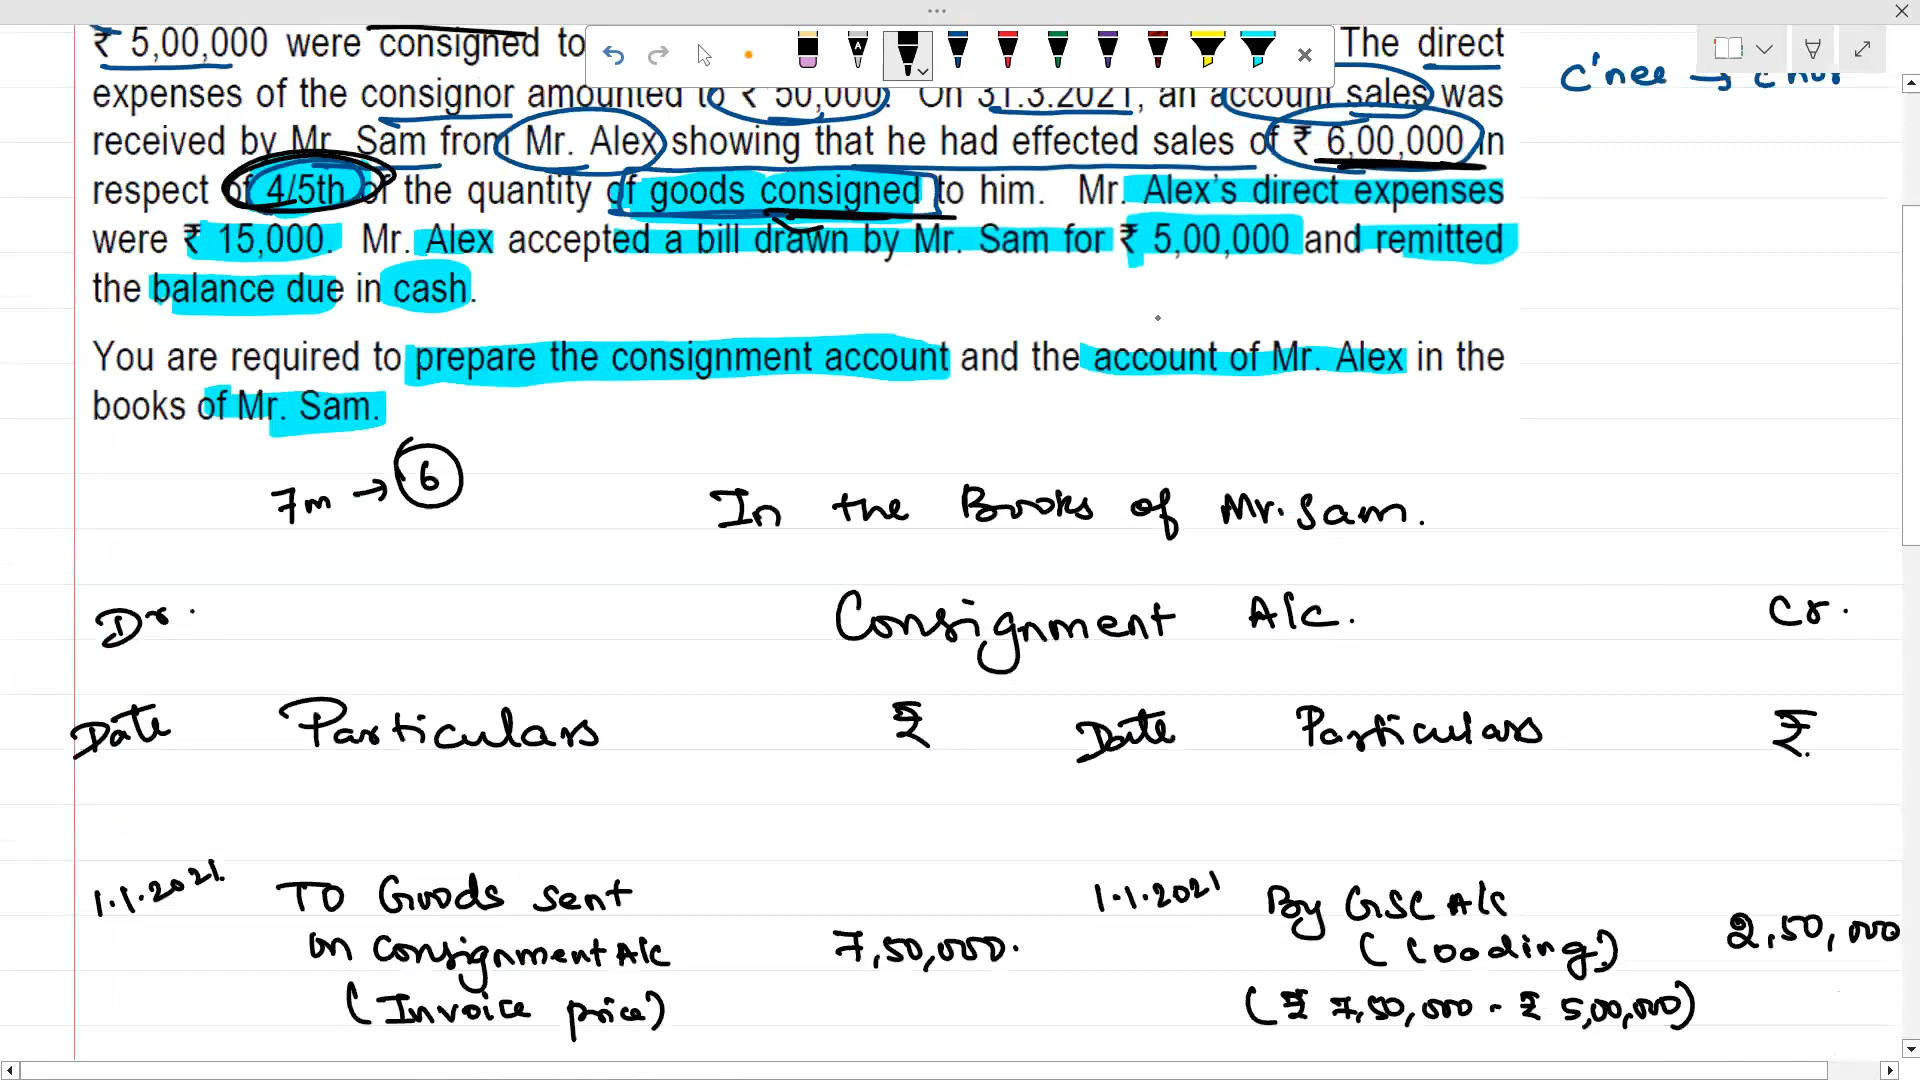 ₹ 5,00,000 were consigned to The direct
expenses of the consignor amounted to ₹ 50,000. On 31.3.2021, an account sales was
received by Mr. Sam from Mr. Alex showing that he had effected sales of ₹ 6,00,000 in
respect of 4/5th of the quantity of goods consigned to him. Mr. Alex's direct expenses
were ₹ 15,000. Mr. Alex accepted a bill drawn by Mr. Sam for ₹ 5,00,000 and remitted
the balance due in cash.
You are required to prepare the consignment account and the account of Mr. Alex in the
books of Mr. Sam.
C'nee → C'nor
7m → 6
In the Books of Mr. Sam.
Dr. Consignment A/c. Cr.
Date Particulars ₹ Date Particulars ₹
1.1.2021. To Goods sent
on Consignment A/c 7,50,000.
(Invoice price)
1.1.2021 By GSC A/c
(Loading) 2,50,000
(₹ 7,50,000 - ₹ 5,00,000)